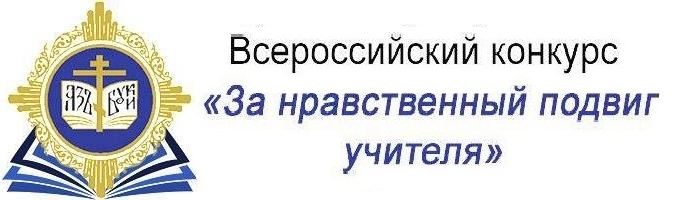 Всероссийский конкурс
«За нравственный подвиг
учителя»
АЗЪ БУКИ